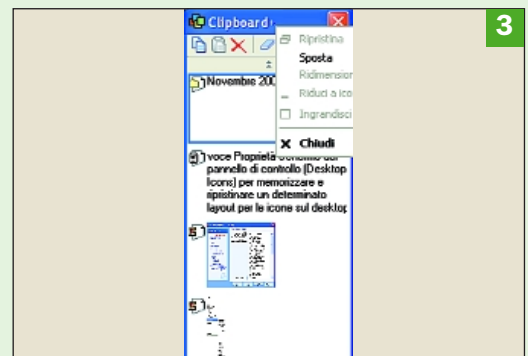 3
Clipboard
Ripristina
Sposta
Ridimension
Riduci a ico
Ingrandisci
Chiudi
Novembre 200
voce Proprietà
pannello di controllo (Desktop
Icons) per memorizzare e
ripristinare un determinato
layout per le icone sul desktop